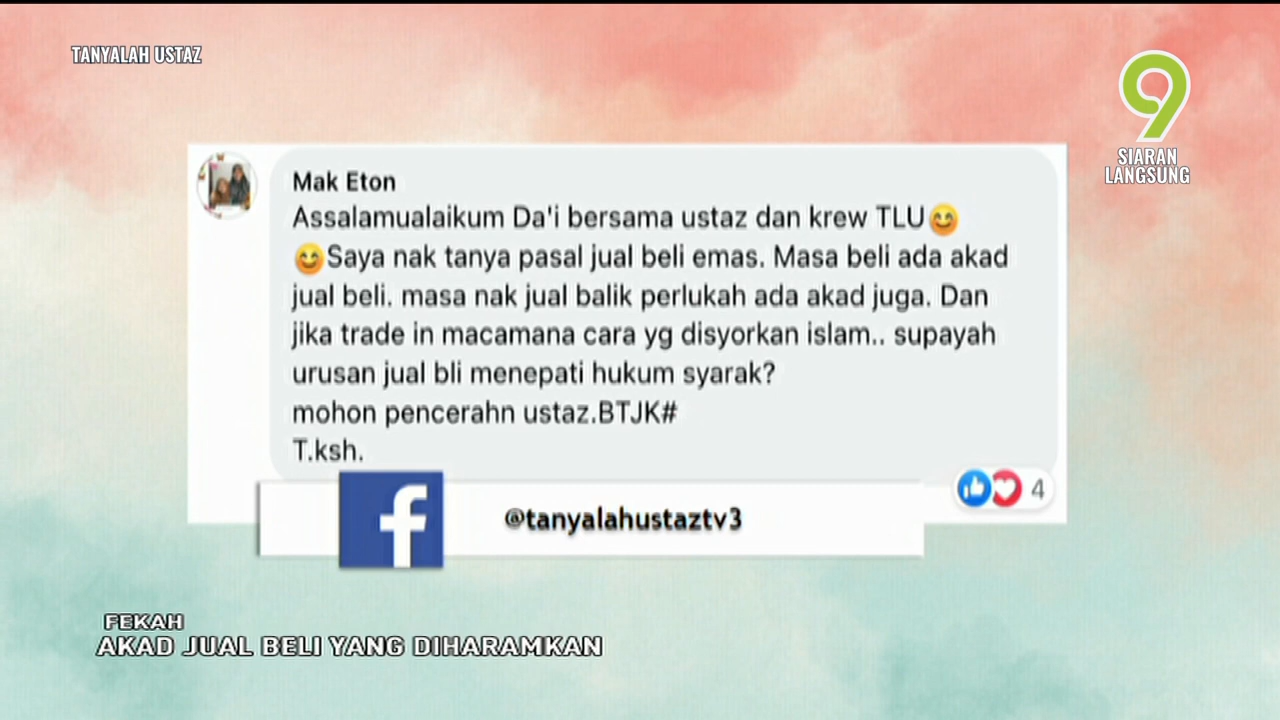 TANYALAH USTAZ
9
SIARAN
LANGSUNG
Mak Eton
Assalamualaikum Da'i bersama ustaz dan krew TLU😊
😊Saya nak tanya pasal jual beli emas. Masa beli ada akad
jual beli. masa nak jual balik perlukah ada akad juga. Dan
jika trade in macamana cara yg disyorkan islam.. supayah
urusan jual bli menepati hukum syarak?
mohon pencerahn ustaz.BTJK#
T.ksh.
4
f
@tanyalahustaztv3
FEKAH
AKAD JUAL BELI YANG DIHARAMKAN